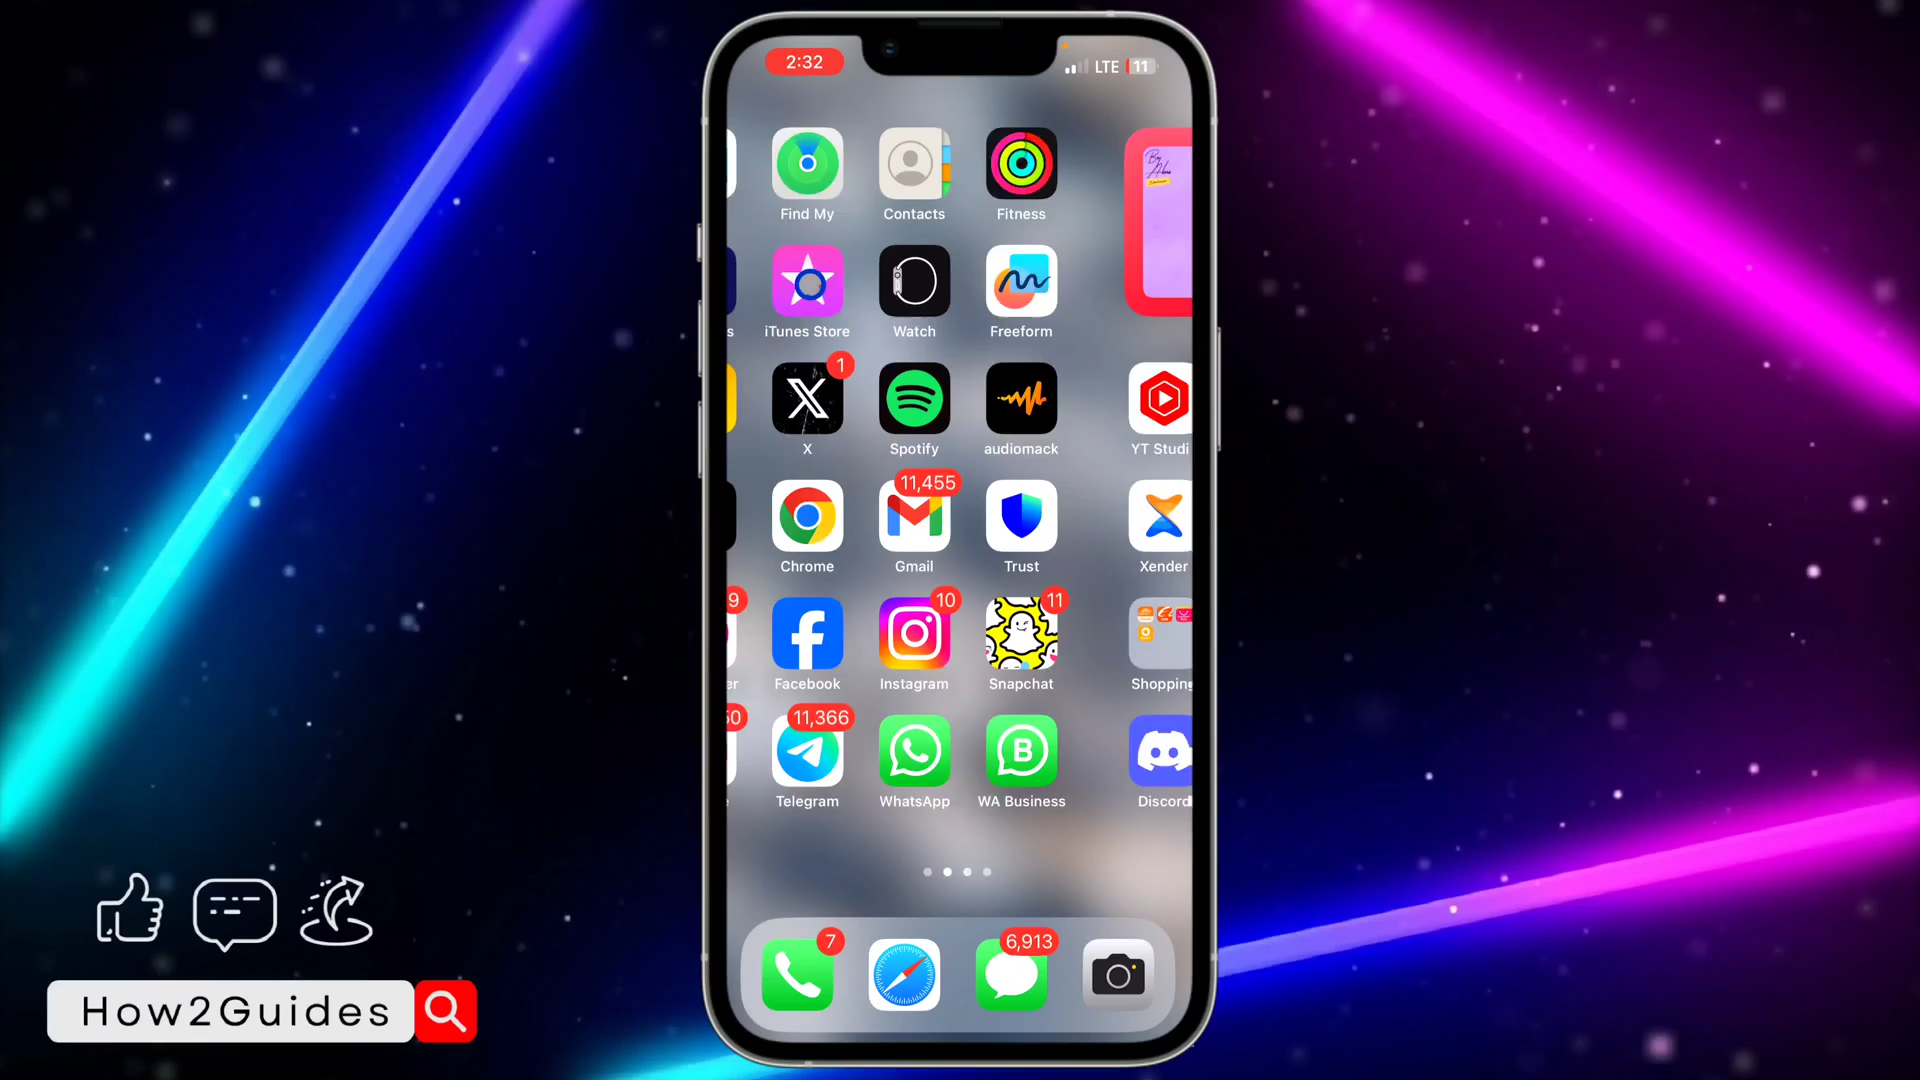 2:32
LTE 11
Find My
Contacts
Fitness
s
iTunes Store
Watch
Freeform
1
X
Spotify
audiomack
YT Studi
11,455
Chrome
Gmail
Trust
Xender
9
10
11
er
Facebook
Instagram
Snapchat
Shopping
50
11,366
Telegram
WhatsApp
B
WA Business
Discord
7
6,913
How2Guides